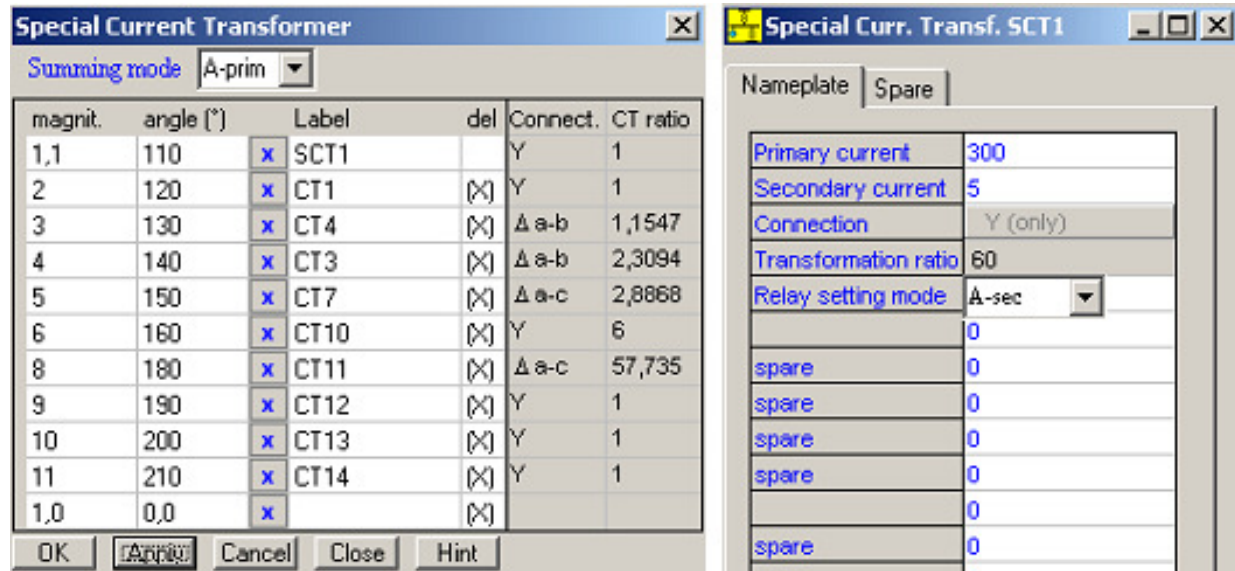 Special Current Transformer
Summing mode A-prim
magnit. angle (°) Label del Connect. CT ratio
1,1 110 x SCT1 Y 1
2 120 x CT1 (X) Y 1
3 130 x CT4 (X) Δ a-b 1,1547
4 140 x CT3 (X) Δ a-b 2,3094
5 150 x CT7 (X) Δ a-c 2,8868
6 160 x CT10 (X) Y 6
8 180 x CT11 (X) Δ a-c 57,735
9 190 x CT12 (X) Y 1
10 200 x CT13 (X) Y 1
11 210 x CT14 (X) Y 1
1,0 0,0 x (X)
OK Apply Cancel Close Hint
Special Curr. Transf. SCT1
Nameplate Spare
Primary current 300
Secondary current 5
Connection Y (only)
Transformation ratio 60
Relay setting mode A-sec
0
spare 0
spare 0
spare 0
spare 0
0
spare 0